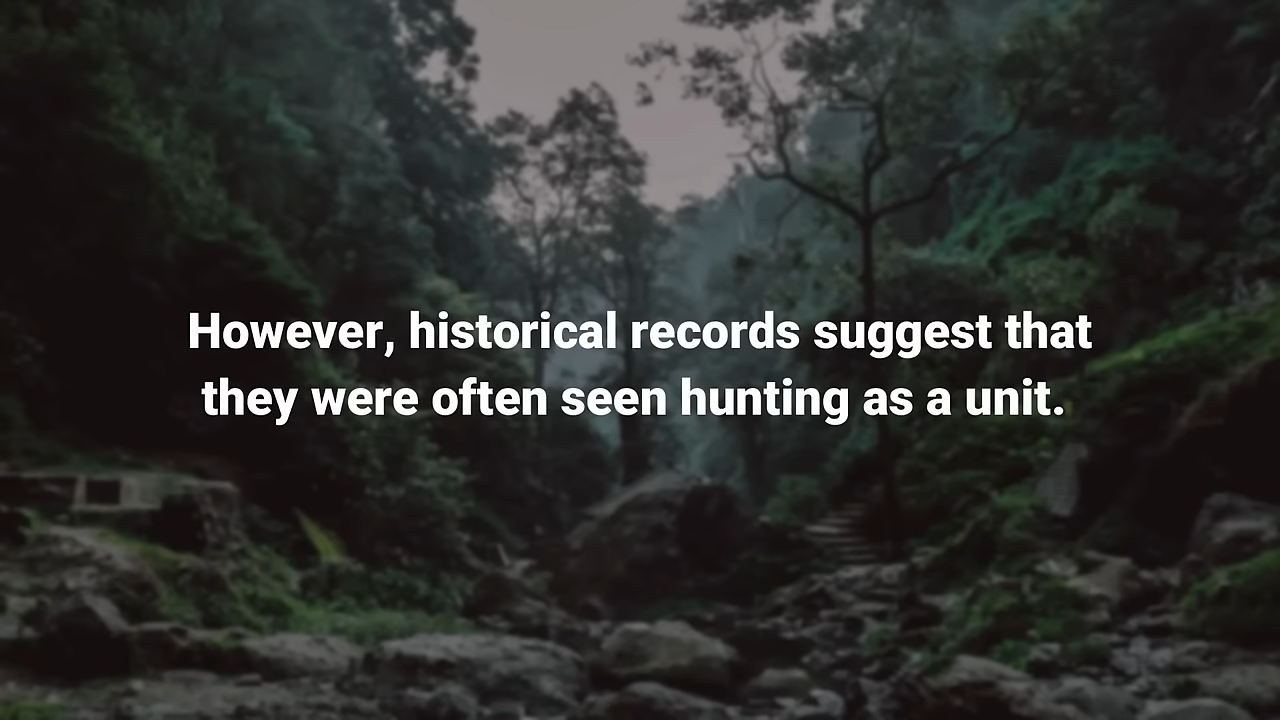 However, historical records suggest that
they were often seen hunting as a unit.